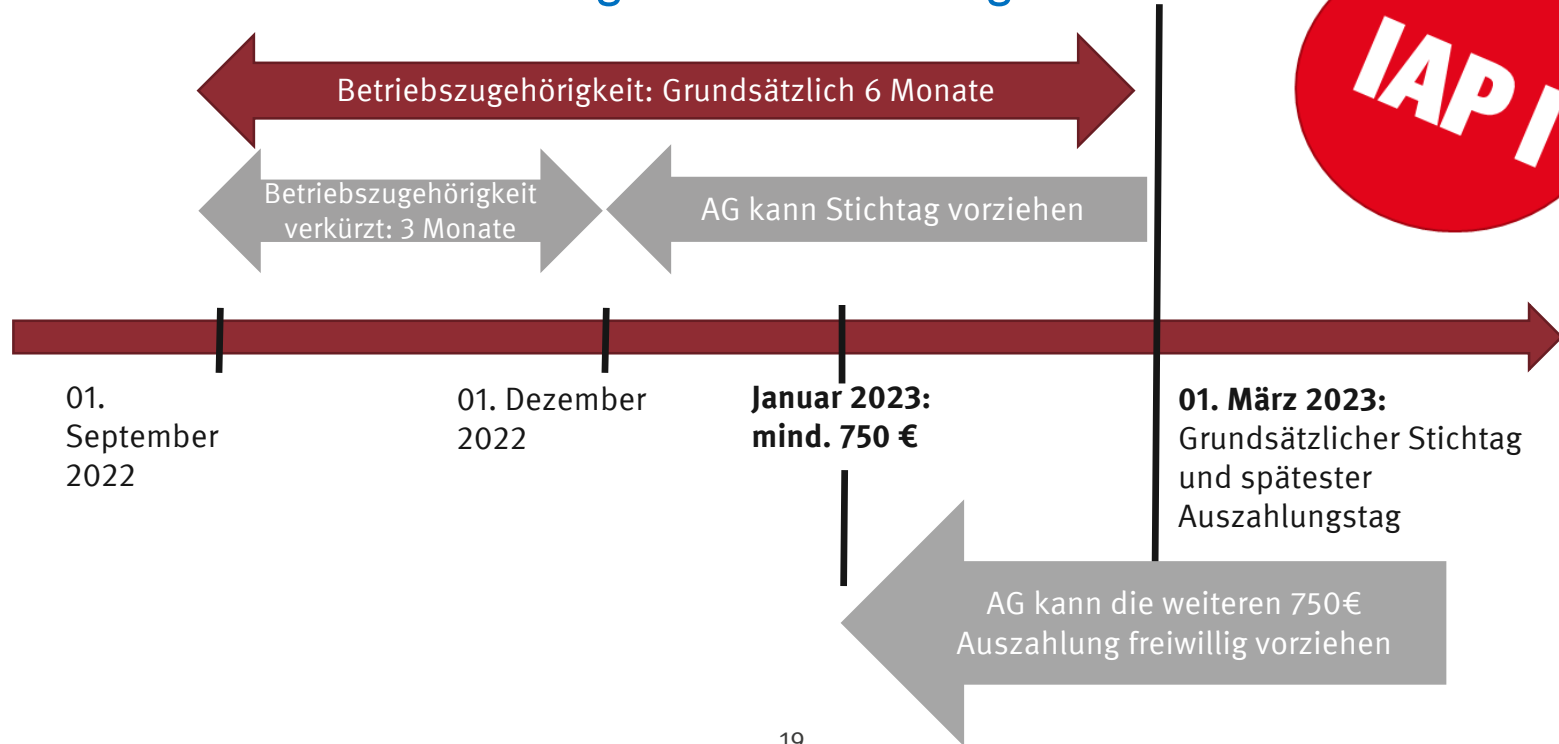 IAP I
Betriebszugehörigkeit: Grundsätzlich 6 Monate
Betriebszugehörigkeit
verkürzt: 3 Monate
AG kann Stichtag vorziehen
01.
September
2022
01. Dezember
2022
Januar 2023:
mind. 750 €
01. März 2023:
Grundsätzlicher Stichtag
und spätester
Auszahlungstag
AG kann die weiteren 750€
Auszahlung freiwillig vorziehen
19